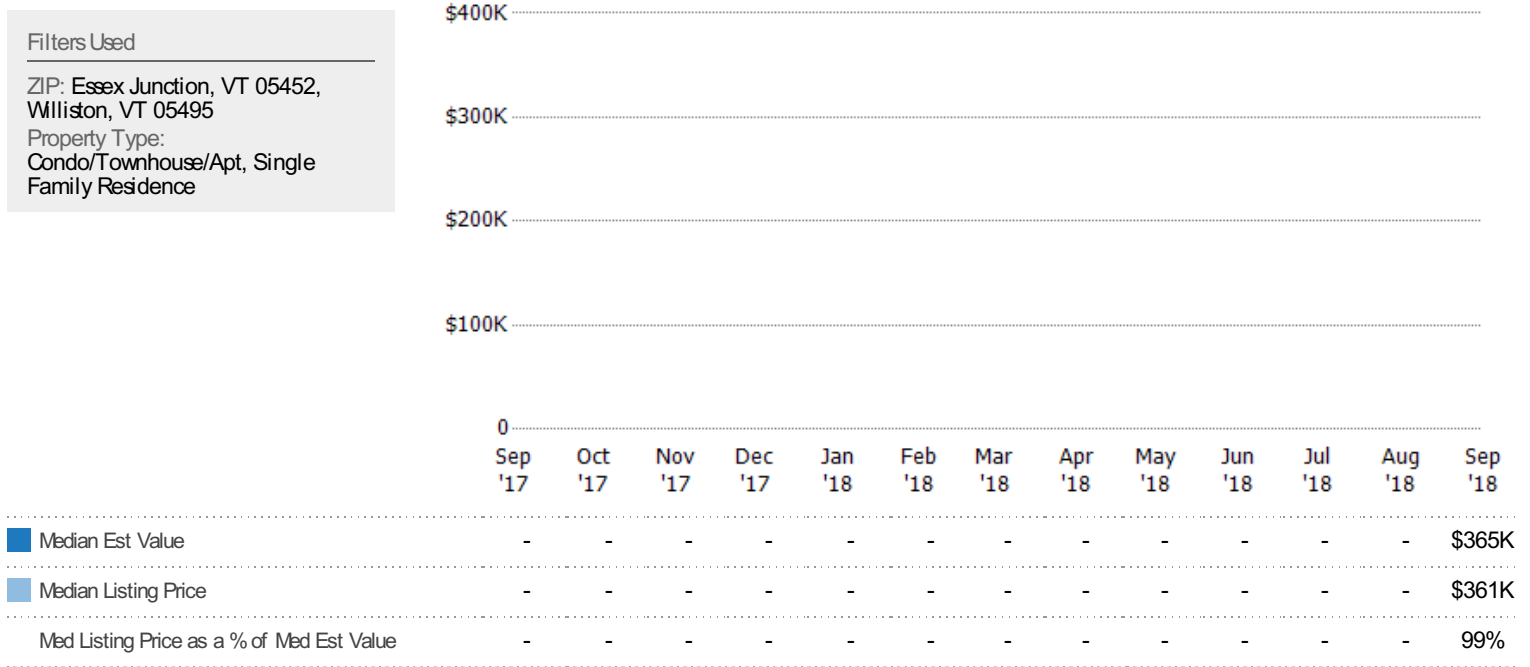 Filters Used
ZIP: Essex Junction, VT 05452,
Williston, VT 05495
Property Type:
Condo/Townhouse/Apt, Single
Family Residence
$400K
$300K
$200K
$100K
0
Sep Oct Nov Dec Jan Feb Mar Apr May Jun Jul Aug Sep
'17 '17 '17 '17 '18 '18 '18 '18 '18 '18 '18 '18 '18
Median Est Value - - - - - - - - - - - - $365K
Median Listing Price - - - - - - - - - - - - $361K
Med Listing Price as a % of Med Est Value - - - - - - - - - - - - 99%